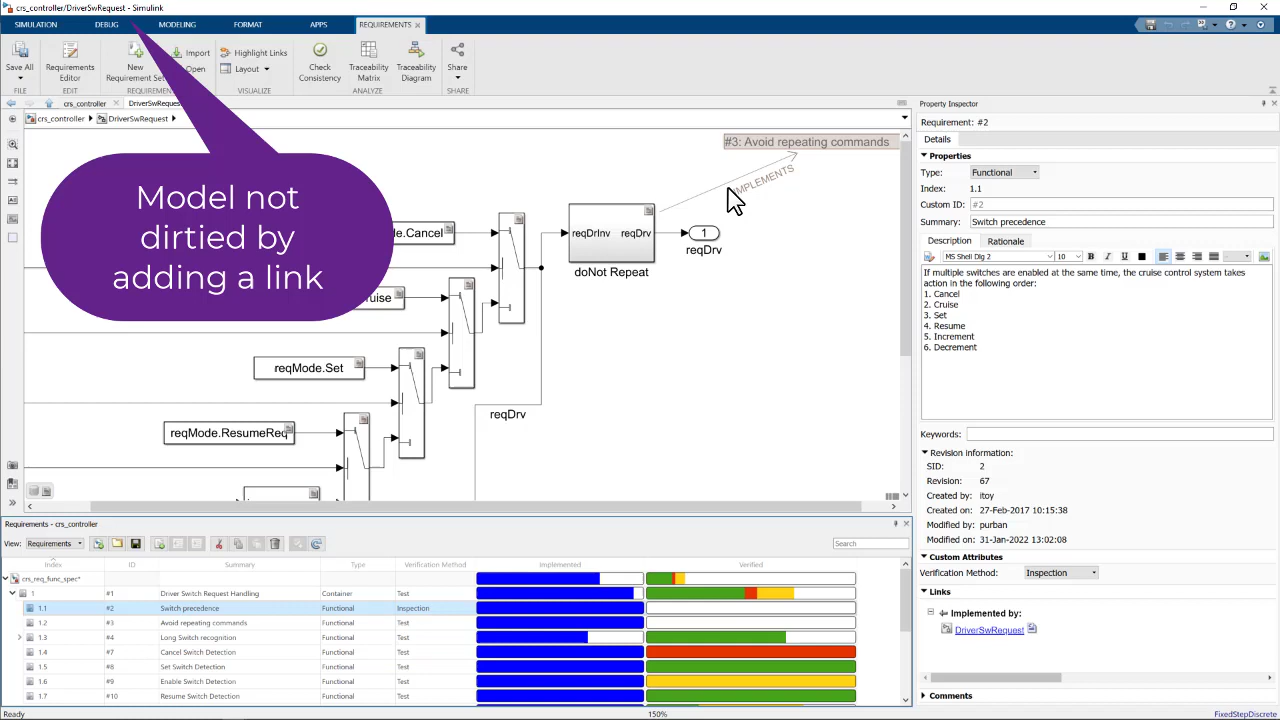 crs_controller/DriverSwRequest - Simulink
SIMULATION DEBUG MODELING FORMAT APPS REQUIREMENTS
Save All
Requirements Editor
New Requirement Set
Import
Open
Highlight Links
Layout
Check Consistency
Traceability Matrix
Traceability Diagram
Share
FILE EDIT VISUALIZE ANALYZE SHARE
crs_controller
crs_controller DriverSwRequest
Model not
dirtied by
adding a link
#3: Avoid repeating commands
IMPLEMENTS
reqDrInv reqDrv
doNot Repeat
1
reqDrv
reqMode.Set
reqDrv
reqMode.ResumeReq
Property Inspector
Requirement: #2
Details
Properties
Type: Functional
Index: 1.1
Custom ID: #2
Summary: Switch precedence
Description Rationale
MS Shell Dlg 2 10 B I U
If multiple switches are enabled at the same time, the cruise control system takes
action in the following order:
1. Cancel
2. Cruise
3. Set
4. Resume
5. Increment
6. Decrement
Keywords:
Revision information:
SID: 2
Revision: 67
Created by: itoy
Created on: 27-Feb-2017 10:15:38
Modified by: purban
Modified on: 31-Jan-2022 13:02:08
Custom Attributes
Verification Method: Inspection
Links
Implemented by:
DriverSwRequest
Comments
Requirements - crs_controller
View: Requirements Search
Index ID Summary Type Verification Method Implemented Verified
crs_req_func_spec*
1 #1 Driver Switch Request Handling Container Test
1.1 #2 Switch precedence Functional Inspection
1.2 #3 Avoid repeating commands Functional Test
1.3 #4 Long Switch recognition Functional Test
1.4 #7 Cancel Switch Detection Functional Test
1.5 #8 Set Switch Detection Functional Test
1.6 #9 Enable Switch Detection Functional Test
1.7 #10 Resume Switch Detection Functional Test
Ready 150% FixedStepDiscrete